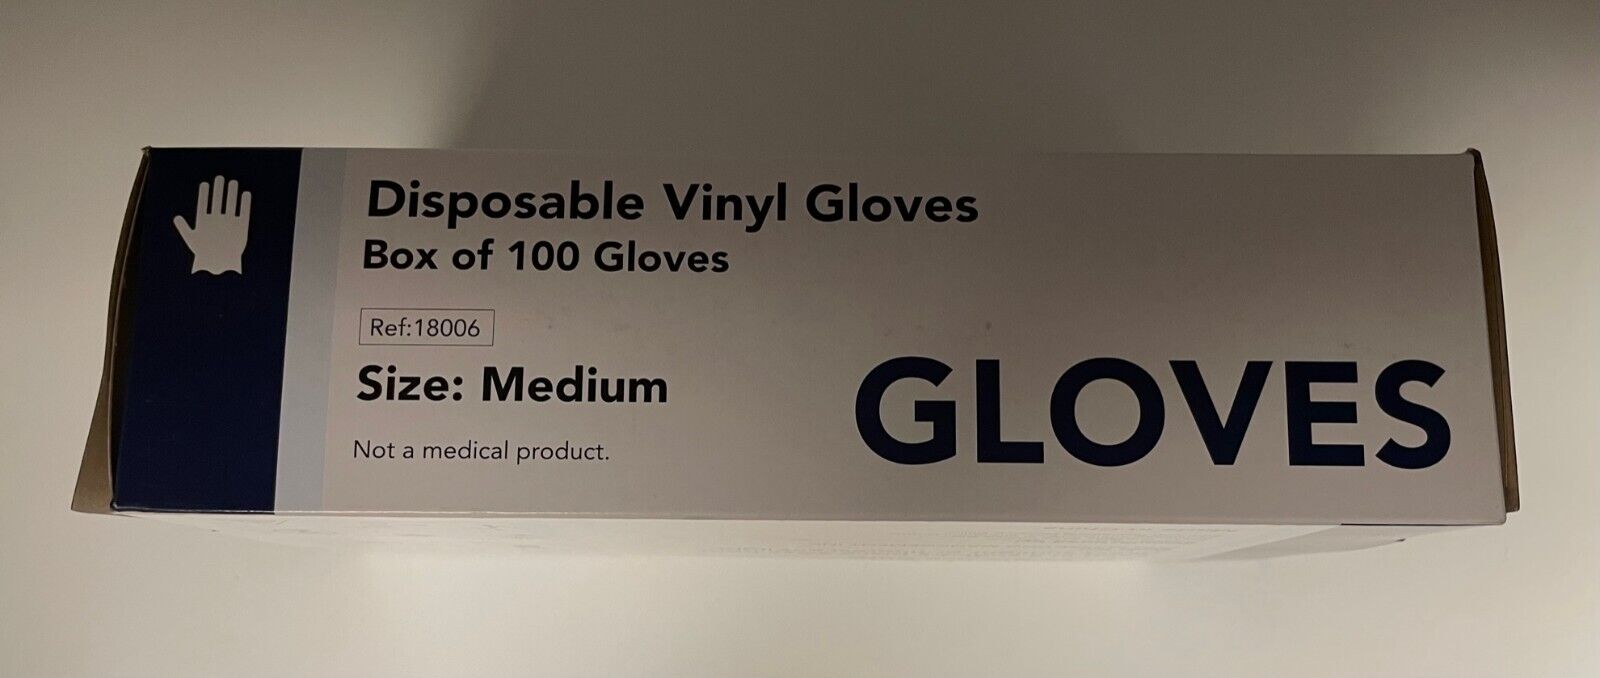 Disposable Vinyl Gloves
Box of 100 Gloves
Ref:18006
Size: Medium
Not a medical product.
GLOVES